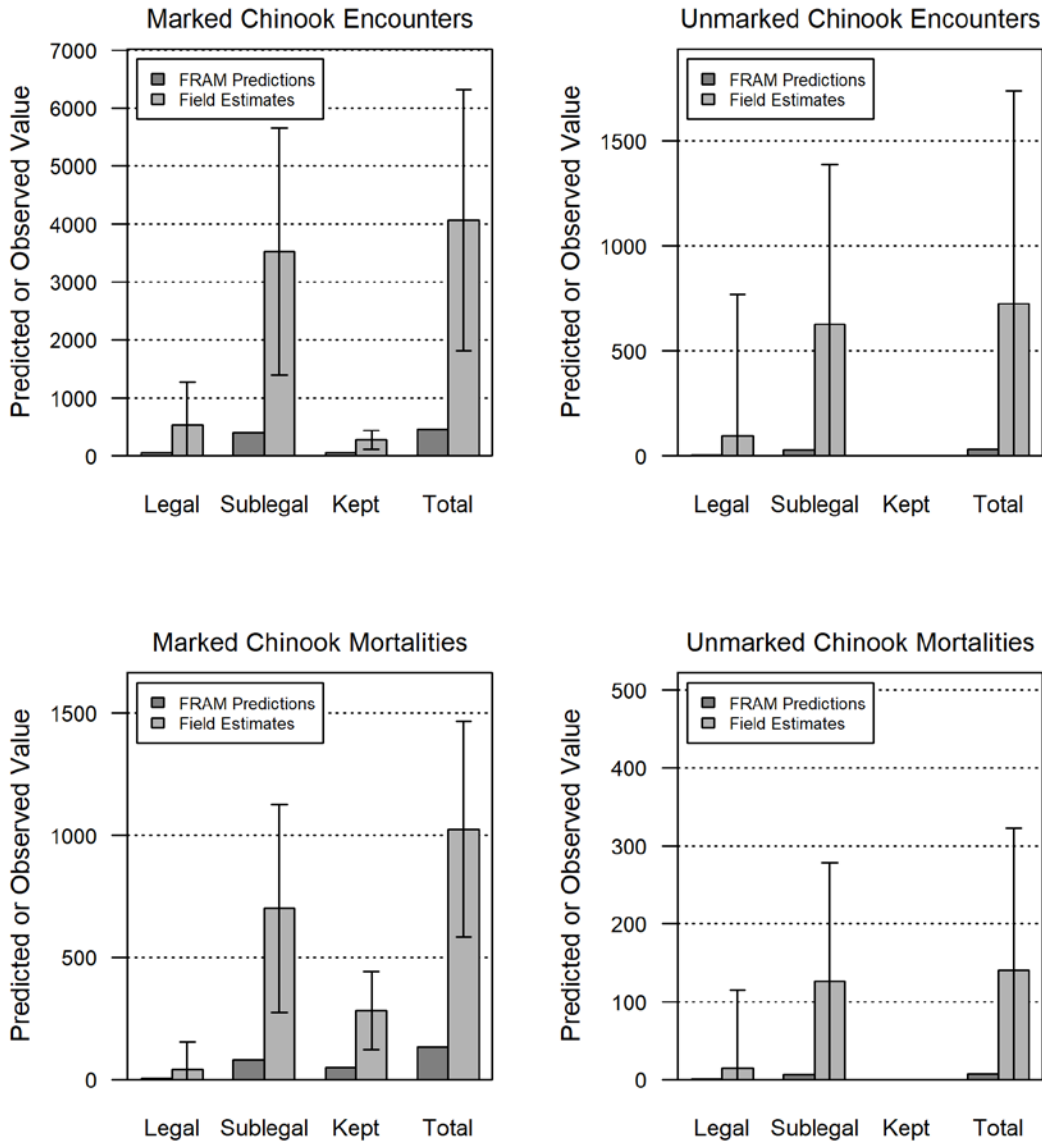 Marked Chinook Encounters
Predicted or Observed Value
7000
6000
5000
4000
3000
2000
1000
0
FRAM Predictions
Field Estimates
Legal Sublegal Kept Total
Unmarked Chinook Encounters
Predicted or Observed Value
1500
1000
500
0
FRAM Predictions
Field Estimates
Legal Sublegal Kept Total
Marked Chinook Mortalities
Predicted or Observed Value
1500
1000
500
0
FRAM Predictions
Field Estimates
Legal Sublegal Kept Total
Unmarked Chinook Mortalities
Predicted or Observed Value
500
400
300
200
100
0
FRAM Predictions
Field Estimates
Legal Sublegal Kept Total